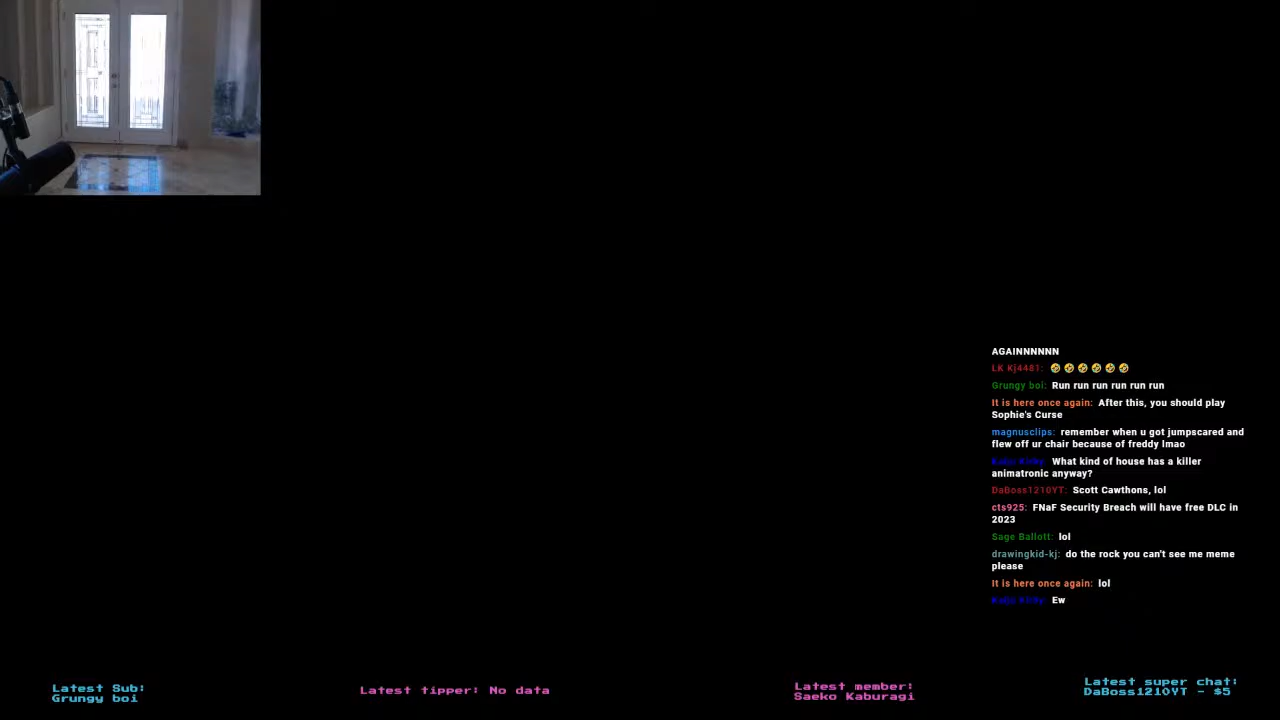 AGAINNNNNN
LK Kj4481: 🤣🤣🤣🤣🤣🤣
Grungy boi: Run run run run run run
It is here once again: After this, you should play
Sophie's Curse
magnusclips: remember when u got jumpscared and
flew off ur chair because of freddy lmao
What kind of house has a killer
animatronic anyway?
DaBoss1210YT: Scott Cawthons, lol
cts925: FNaF Security Breach will have free DLC in
2023
Sage Ballott: lol
drawingkid-kj: do the rock you can't see me meme
please
It is here once again: lol
Ew
Latest Sub:
Grungy boi
Latest tipper: No data
Latest member:
Saeko Kaburagi
Latest super chat:
DaBoss1210YT - $5